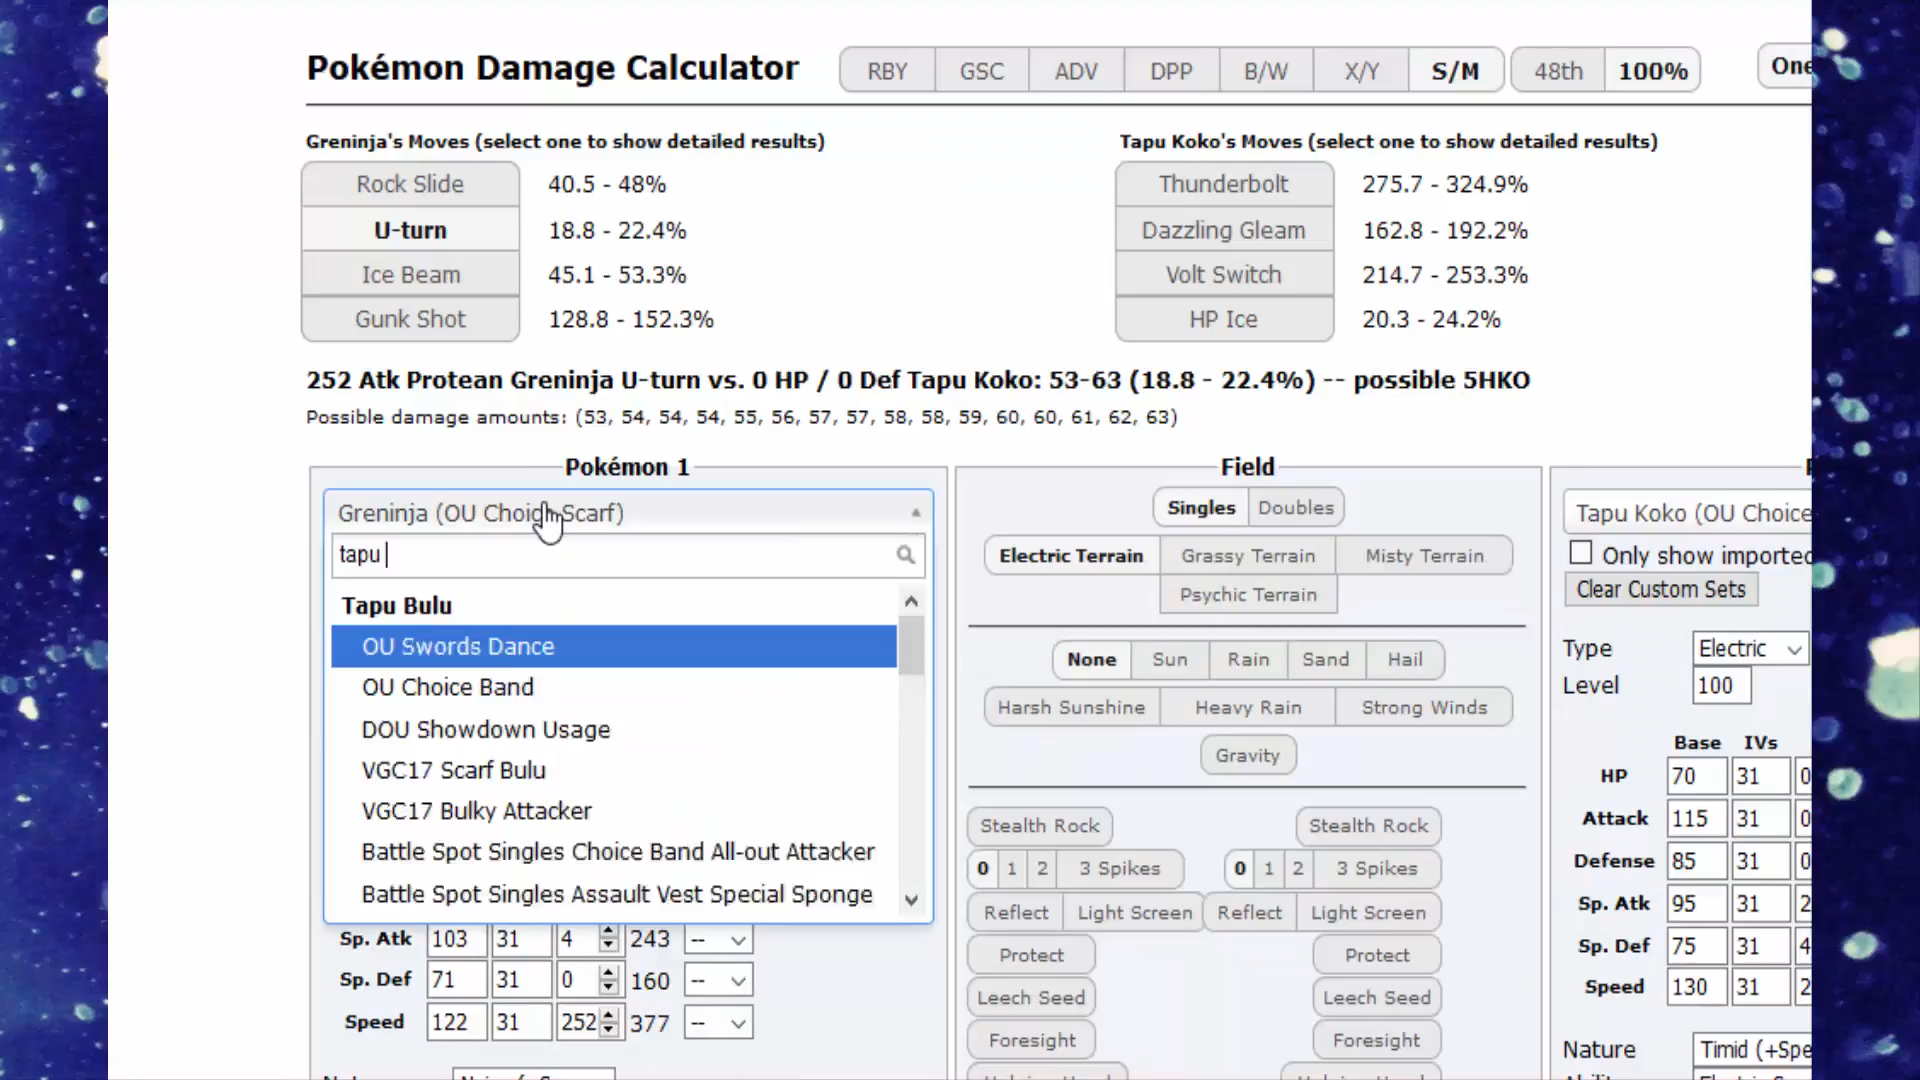 Pokémon Damage Calculator
RBY GSC ADV DPP B/W X/Y S/M 48th 100% One
Greninja's Moves (select one to show detailed results)
Rock Slide 40.5 - 48%
U-turn 18.8 - 22.4%
Ice Beam 45.1 - 53.3%
Gunk Shot 128.8 - 152.3%
Tapu Koko's Moves (select one to show detailed results)
Thunderbolt 275.7 - 324.9%
Dazzling Gleam 162.8 - 192.2%
Volt Switch 214.7 - 253.3%
HP Ice 20.3 - 24.2%
252 Atk Protean Greninja U-turn vs. 0 HP / 0 Def Tapu Koko: 53-63 (18.8 - 22.4%) -- possible 5HKO
Possible damage amounts: (53, 54, 54, 54, 55, 56, 57, 57, 58, 58, 59, 60, 60, 61, 62, 63)
Pokémon 1
Greninja (OU Choice Scarf)
tapu
Tapu Bulu
OU Swords Dance
OU Choice Band
DOU Showdown Usage
VGC17 Scarf Bulu
VGC17 Bulky Attacker
Battle Spot Singles Choice Band All-out Attacker
Battle Spot Singles Assault Vest Special Sponge
Sp. Atk 103 31 4 243 --
Sp. Def 71 31 0 160 --
Speed 122 31 252 377 --
Field
Singles Doubles
Electric Terrain Grassy Terrain Misty Terrain
Psychic Terrain
None Sun Rain Sand Hail
Harsh Sunshine Heavy Rain Strong Winds
Gravity
Stealth Rock Stealth Rock
0 1 2 3 Spikes 0 1 2 3 Spikes
Reflect Light Screen Reflect Light Screen
Protect Protect
Leech Seed Leech Seed
Foresight Foresight
Tapu Koko (OU Choice
Only show imported
Clear Custom Sets
Type Electric
Level 100
Base IVs
HP 70 31 0
Attack 115 31 0
Defense 85 31 0
Sp. Atk 95 31 2
Sp. Def 75 31 4
Speed 130 31 2
Nature Timid (+Spe